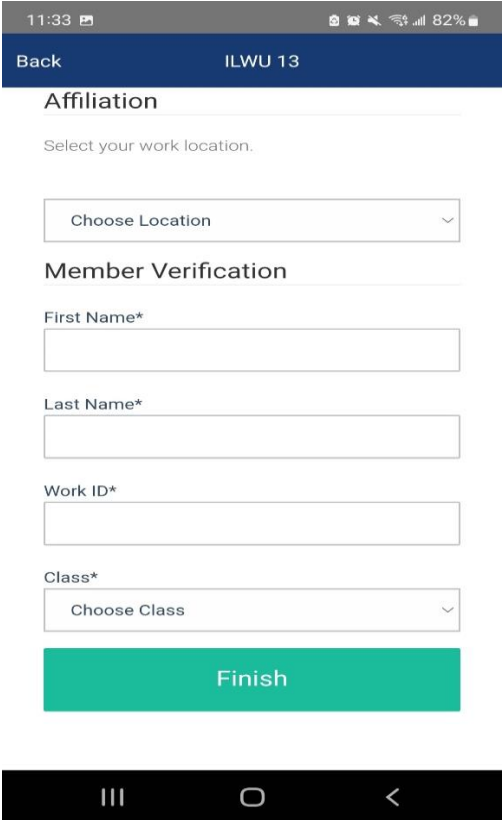 11:33 82%
Back ILWU 13
Affiliation
Select your work location.
Choose Location
Member Verification
First Name*
Last Name*
Work ID*
Class*
Choose Class
Finish